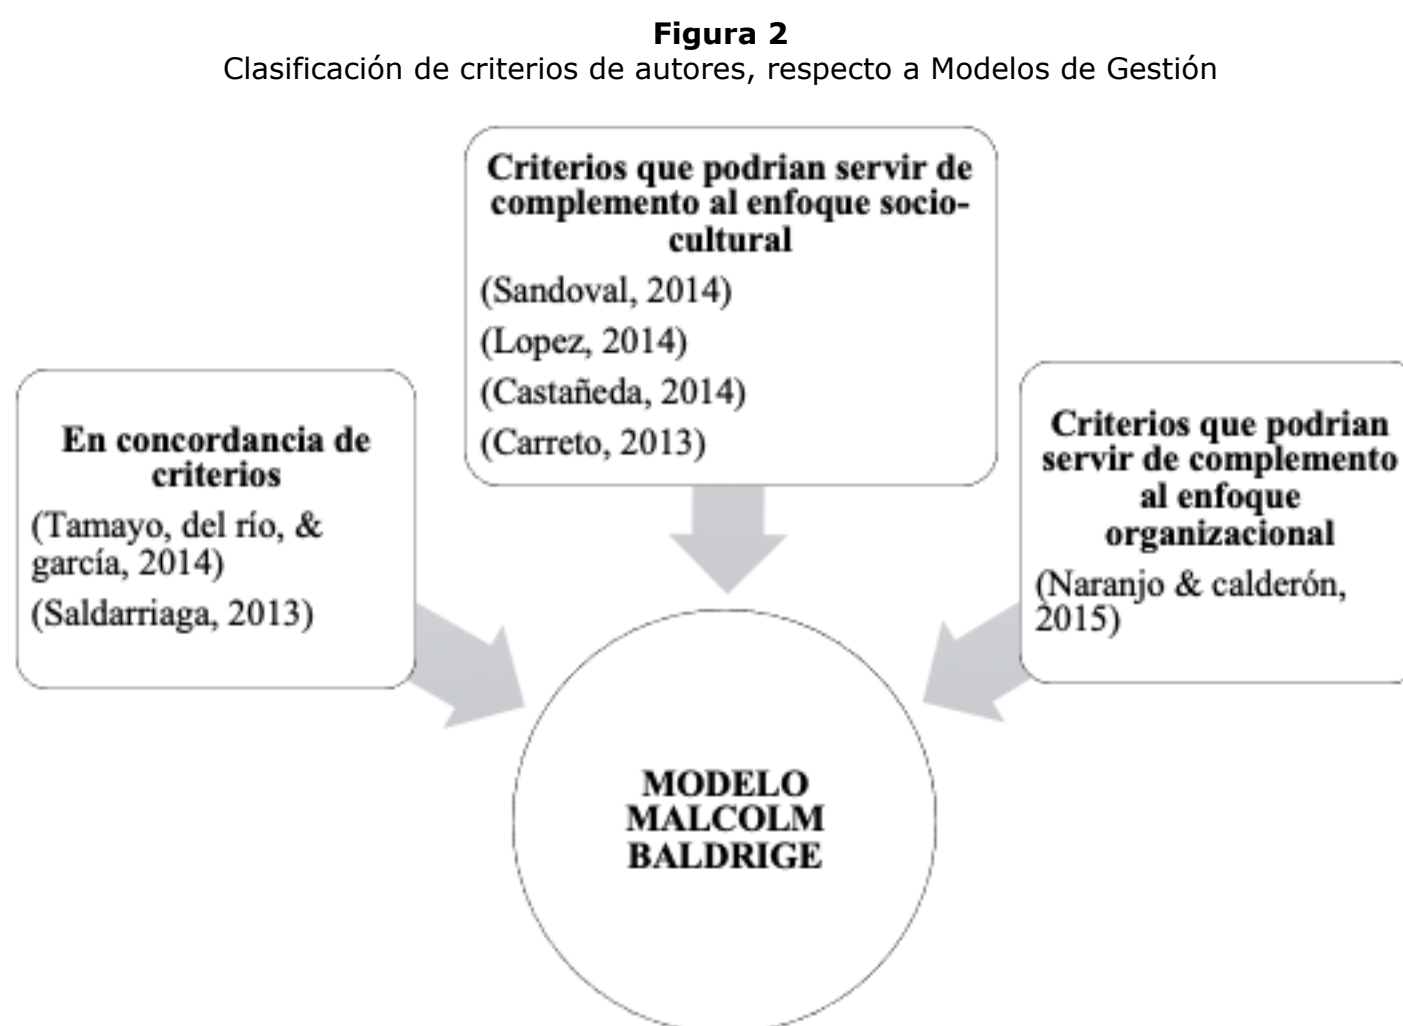 Figura 2
Clasificación de criterios de autores, respecto a Modelos de Gestión
Criterios que podrian servir de
complemento al enfoque socio-
cultural
(Sandoval, 2014)
(Lopez, 2014)
(Castañeda, 2014)
(Carreto, 2013)
En concordancia de
criterios
(Tamayo, del río, &
garcía, 2014)
(Saldarriaga, 2013)
Criterios que podrian
servir de complemento
al enfoque
organizacional
(Naranjo & calderón,
2015)
MODELO
MALCOLM
BALDRIGE